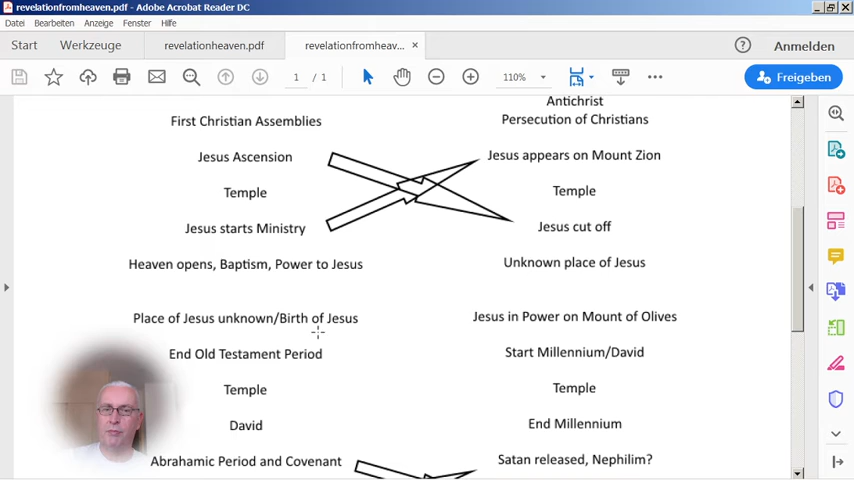 revelationfromheaven.pdf - Adobe Acrobat Reader DC
Datei Bearbeiten Anzeige Fenster Hilfe
Start Werkzeuge revelationheaven.pdf revelationfromheav... × Anmelden
1 / 1 110% Freigeben
Antichrist
First Christian Assemblies Persecution of Christians
Jesus Ascension Jesus appears on Mount Zion
Temple Temple
Jesus starts Ministry Jesus cut off
Heaven opens, Baptism, Power to Jesus Unknown place of Jesus
Place of Jesus unknown/Birth of Jesus Jesus in Power on Mount of Olives
End Old Testament Period Start Millennium/David
Temple Temple
David End Millennium
Abrahamic Period and Covenant Satan released, Nephilim?